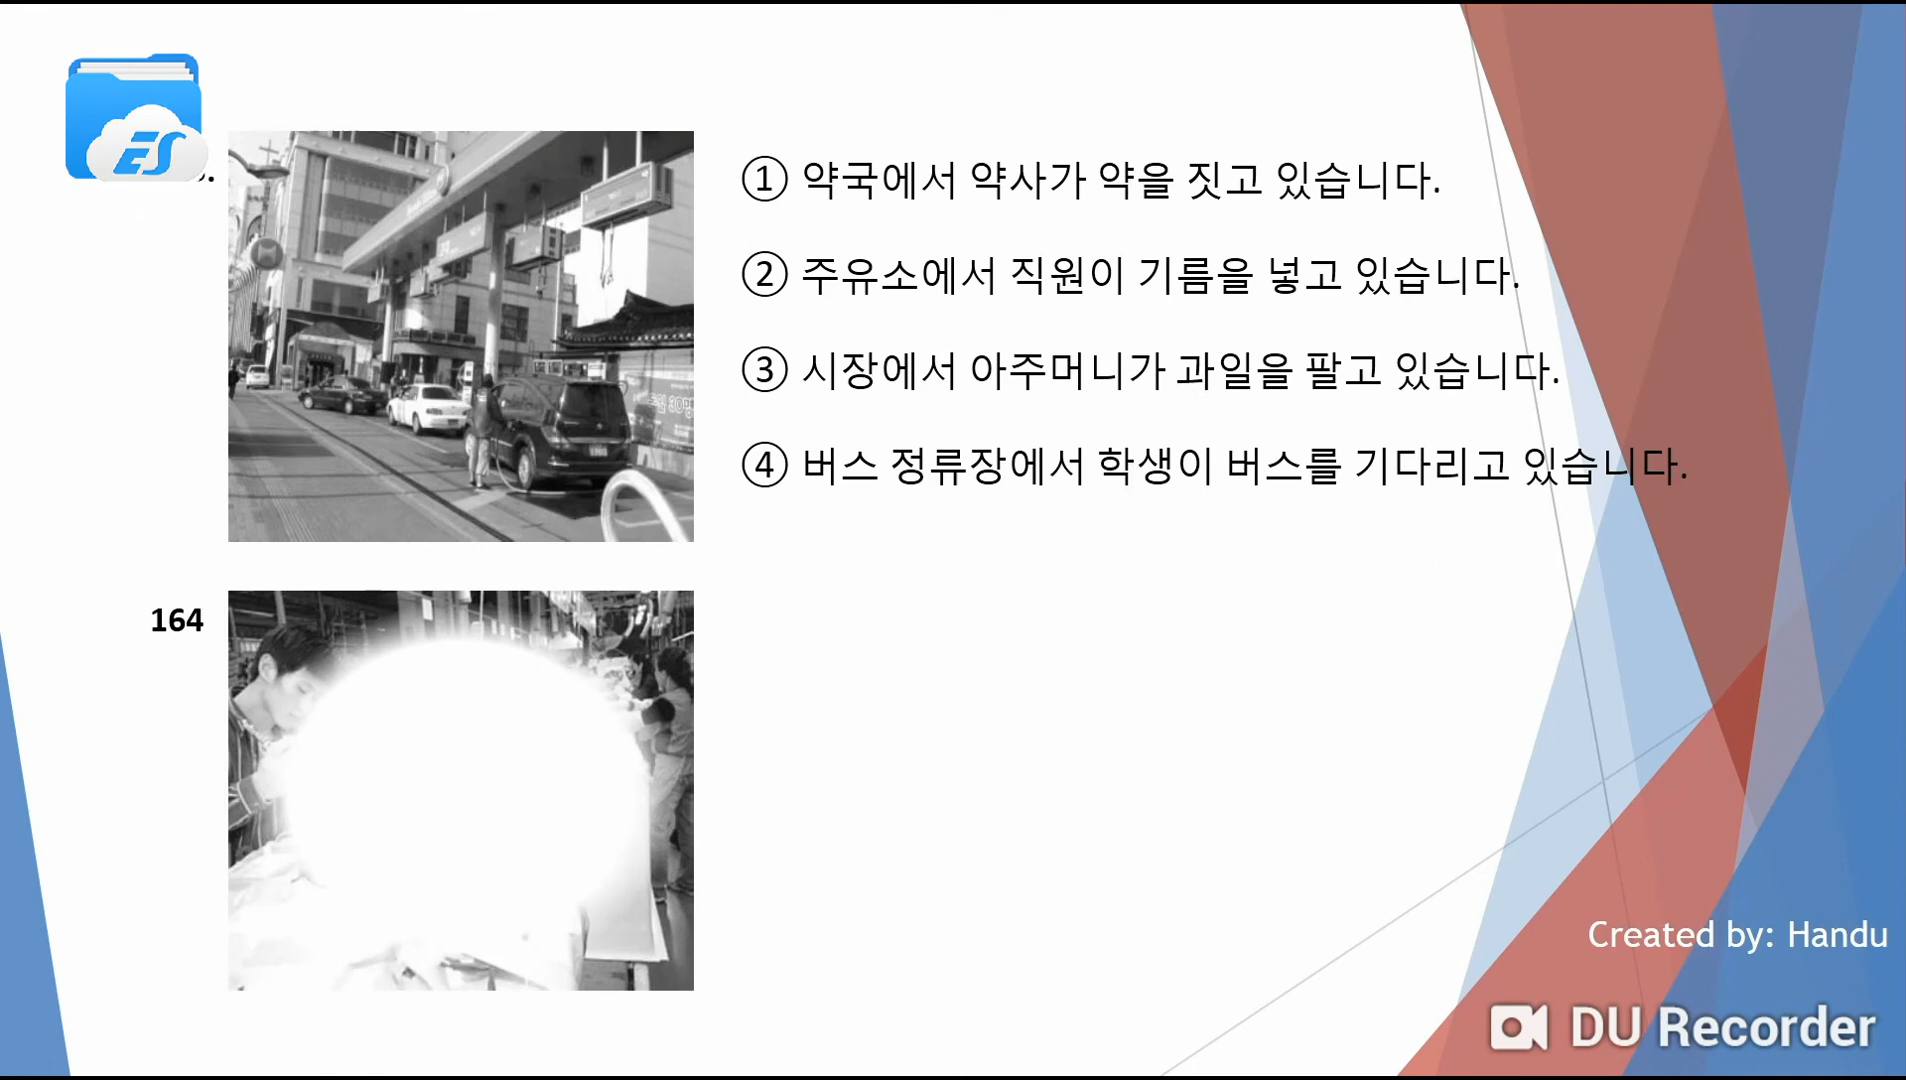 ES
① 약국에서 약사가 약을 짓고 있습니다.
② 주유소에서 직원이 기름을 넣고 있습니다.
③ 시장에서 아주머니가 과일을 팔고 있습니다.
④ 버스 정류장에서 학생이 버스를 기다리고 있습니다.
164
Created by: Handu
DU Recorder